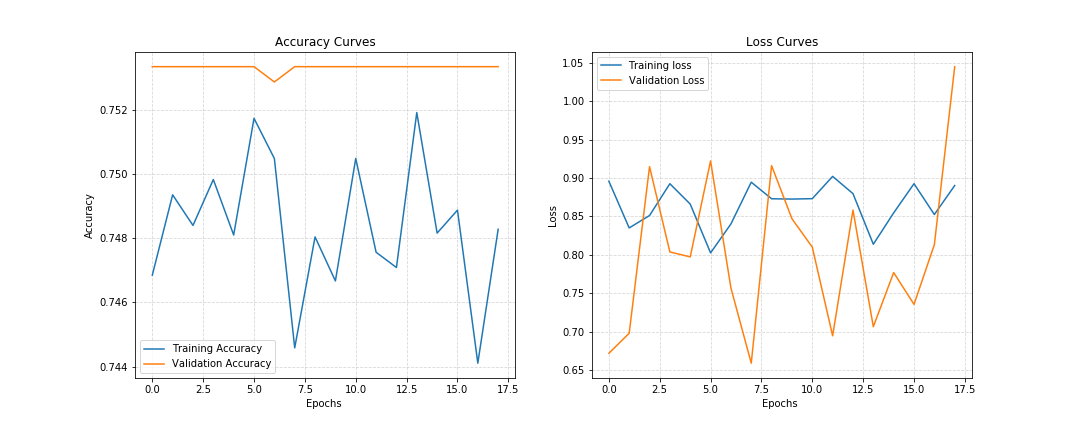 Accuracy Curves
0.752
0.750
0.748
0.746
0.744
Accuracy
Training Accuracy
Validation Accuracy
0.0 2.5 5.0 7.5 10.0 12.5 15.0 17.5
Epochs
Loss Curves
Training loss
Validation Loss
1.05
1.00
0.95
0.90
0.85
0.80
0.75
0.70
0.65
Loss
0.0 2.5 5.0 7.5 10.0 12.5 15.0 17.5
Epochs